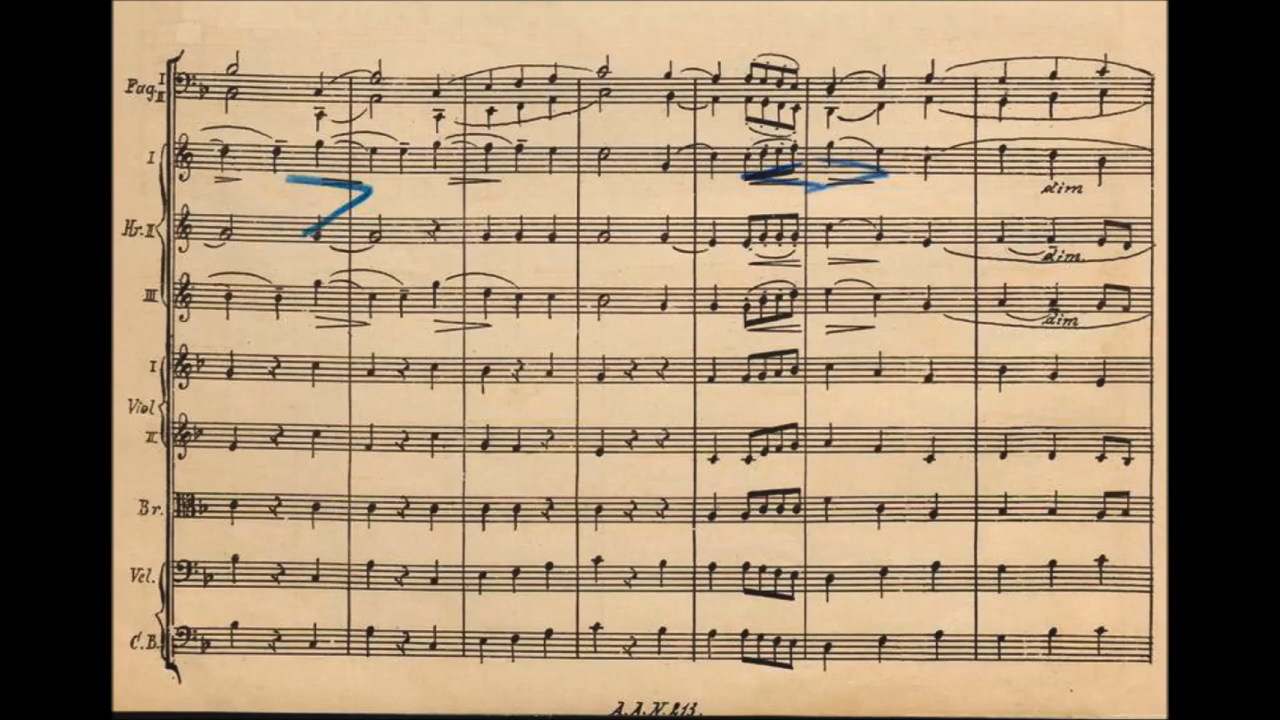 Fag. I
II
I
Hr. II
III
I
Viol
II
Br.
Vcl.
C.B.
dim
dim.
dim
A.A.N.213.